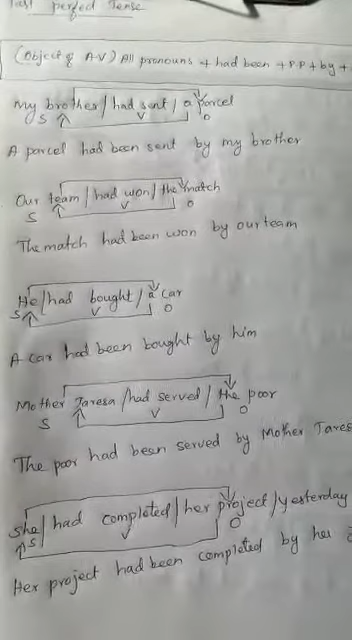 Past perfect Tense
(Object of A.V) All pronouns + had been + P.P + by +
My brother / had sent / a parcel
S V O
A parcel had been sent by my brother
Our team / had won / the match
S V O
The match had been won by our team
He / had bought / a car
S V O
A car had been bought by him
Mother Taresa / had served / the poor
S V O
The poor had been served by Mother Tares
She / had completed / her project / yesterday
S V O
Her project had been completed by her